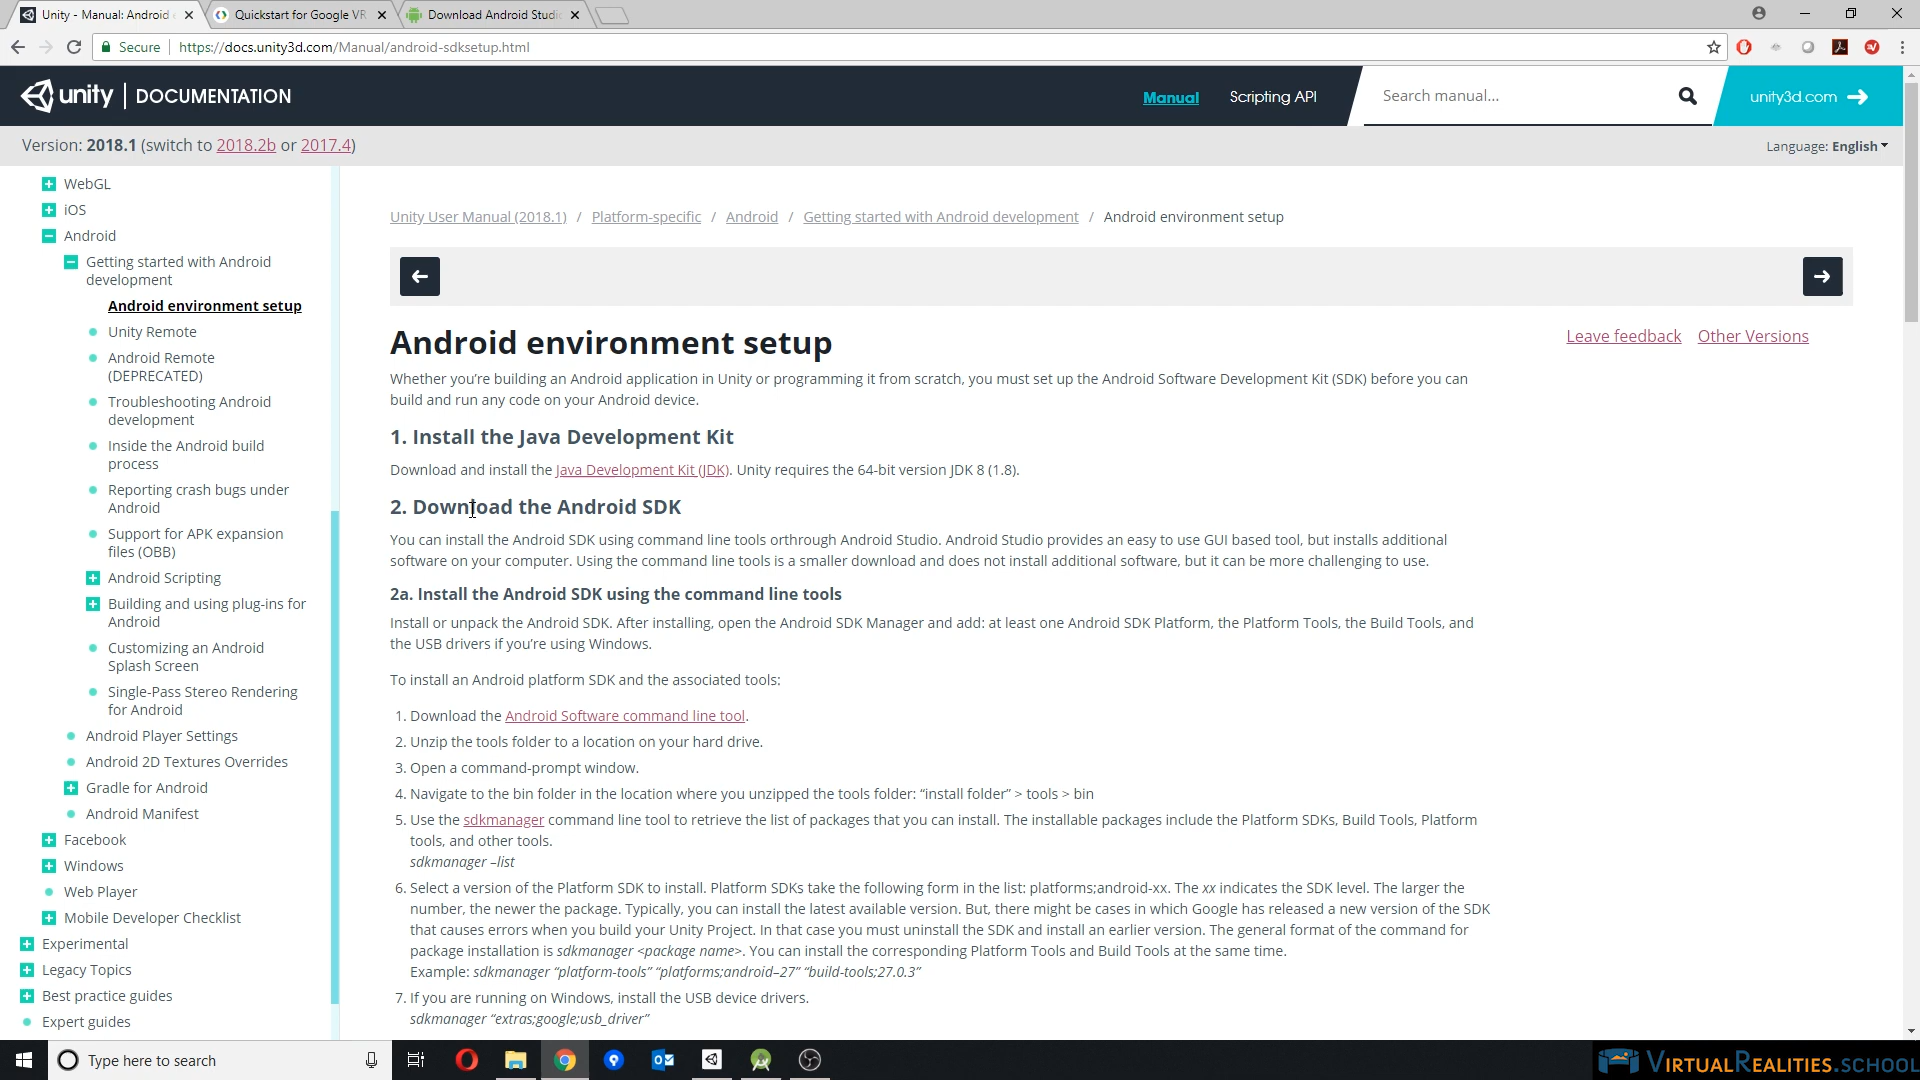 Unity - Manual: Android
Quickstart for Google VR
Download Android Studi
Secure
https://docs.unity3d.com/Manual/android-sdksetup.html
unity | DOCUMENTATION
Manual
Scripting API
Search manual...
unity3d.com
Version: 2018.1 (switch to 2018.2b or 2017.4)
Language: English
WebGL
iOS
Android
Getting started with Android
development
Android environment setup
Unity Remote
Android Remote
(DEPRECATED)
Troubleshooting Android
development
Inside the Android build
process
Reporting crash bugs under
Android
Support for APK expansion
files (OBB)
Android Scripting
Building and using plug-ins for
Android
Customizing an Android
Splash Screen
Single-Pass Stereo Rendering
for Android
Android Player Settings
Android 2D Textures Overrides
Gradle for Android
Android Manifest
Facebook
Windows
Web Player
Mobile Developer Checklist
Experimental
Legacy Topics
Best practice guides
Expert guides
Unity User Manual (2018.1) / Platform-specific / Android / Getting started with Android development / Android environment setup
Android environment setup
Leave feedback
Other Versions
Whether you’re building an Android application in Unity or programming it from scratch, you must set up the Android Software Development Kit (SDK) before you can
build and run any code on your Android device.
1. Install the Java Development Kit
Download and install the Java Development Kit (JDK). Unity requires the 64-bit version JDK 8 (1.8).
2. Download the Android SDK
You can install the Android SDK using command line tools orthrough Android Studio. Android Studio provides an easy to use GUI based tool, but installs additional
software on your computer. Using the command line tools is a smaller download and does not install additional software, but it can be more challenging to use.
2a. Install the Android SDK using the command line tools
Install or unpack the Android SDK. After installing, open the Android SDK Manager and add: at least one Android SDK Platform, the Platform Tools, the Build Tools, and
the USB drivers if you’re using Windows.
To install an Android platform SDK and the associated tools:
1. Download the Android Software command line tool.
2. Unzip the tools folder to a location on your hard drive.
3. Open a command-prompt window.
4. Navigate to the bin folder in the location where you unzipped the tools folder: “install folder” > tools > bin
5. Use the sdkmanager command line tool to retrieve the list of packages that you can install. The installable packages include the Platform SDKs, Build Tools, Platform
tools, and other tools.
sdkmanager –list
6. Select a version of the Platform SDK to install. Platform SDKs take the following form in the list: platforms;android-xx. The xx indicates the SDK level. The larger the
number, the newer the package. Typically, you can install the latest available version. But, there might be cases in which Google has released a new version of the SDK
that causes errors when you build your Unity Project. In that case you must uninstall the SDK and install an earlier version. The general format of the command for
package installation is sdkmanager <package name>. You can install the corresponding Platform Tools and Build Tools at the same time.
Example: sdkmanager “platform-tools” “platforms;android–27” “build-tools;27.0.3”
7. If you are running on Windows, install the USB device drivers.
sdkmanager “extras;google;usb_driver”
Type here to search
VIRTUALREALITIES.SCHOOL